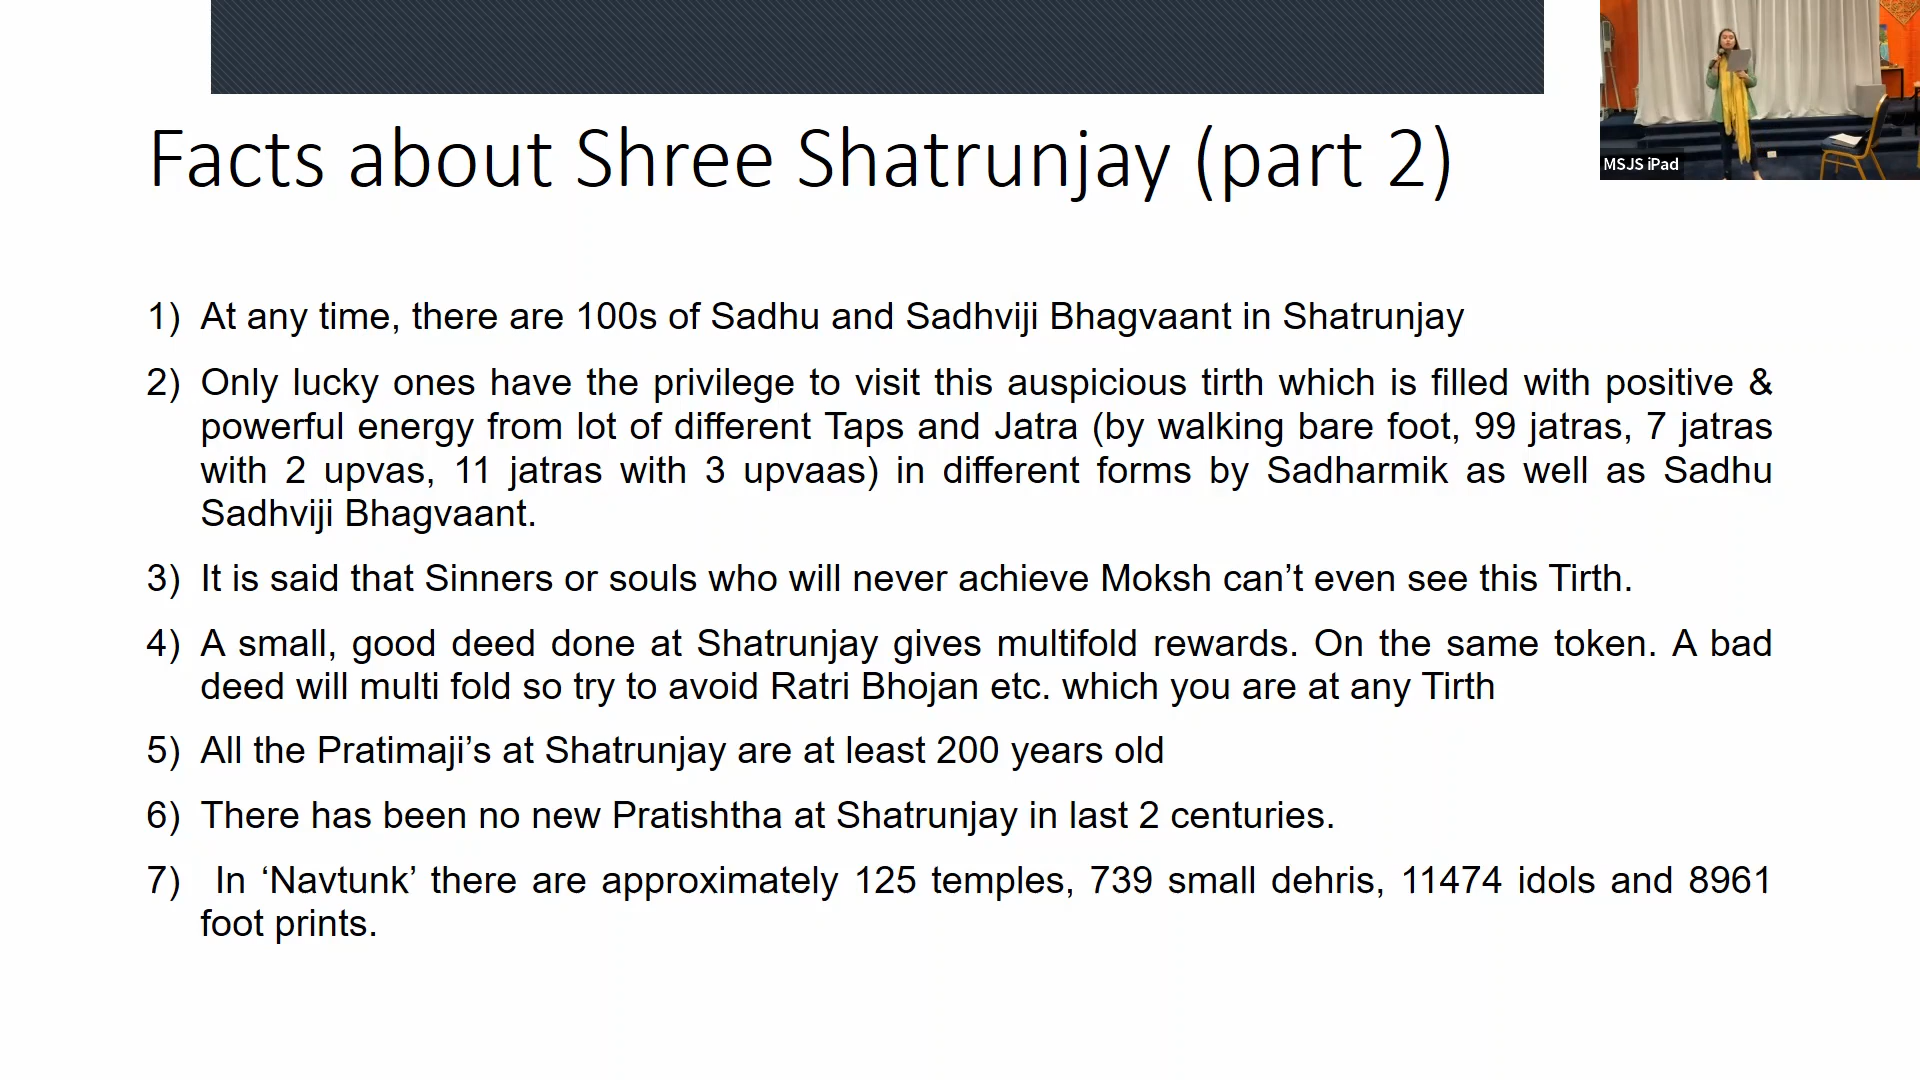 Facts about Shree Shatrunjay (part 2)
MSJS iPad
1) At any time, there are 100s of Sadhu and Sadhviji Bhagvaant in Shatrunjay
2) Only lucky ones have the privilege to visit this auspicious tirth which is filled with positive &
powerful energy from lot of different Taps and Jatra (by walking bare foot, 99 jatras, 7 jatras
with 2 upvas, 11 jatras with 3 upvaas) in different forms by Sadharmik as well as Sadhu
Sadhviji Bhagvaant.
3) It is said that Sinners or souls who will never achieve Moksh can’t even see this Tirth.
4) A small, good deed done at Shatrunjay gives multifold rewards. On the same token. A bad
deed will multi fold so try to avoid Ratri Bhojan etc. which you are at any Tirth
5) All the Pratimaji’s at Shatrunjay are at least 200 years old
6) There has been no new Pratishtha at Shatrunjay in last 2 centuries.
7) In ‘Navtunk’ there are approximately 125 temples, 739 small dehris, 11474 idols and 8961
foot prints.